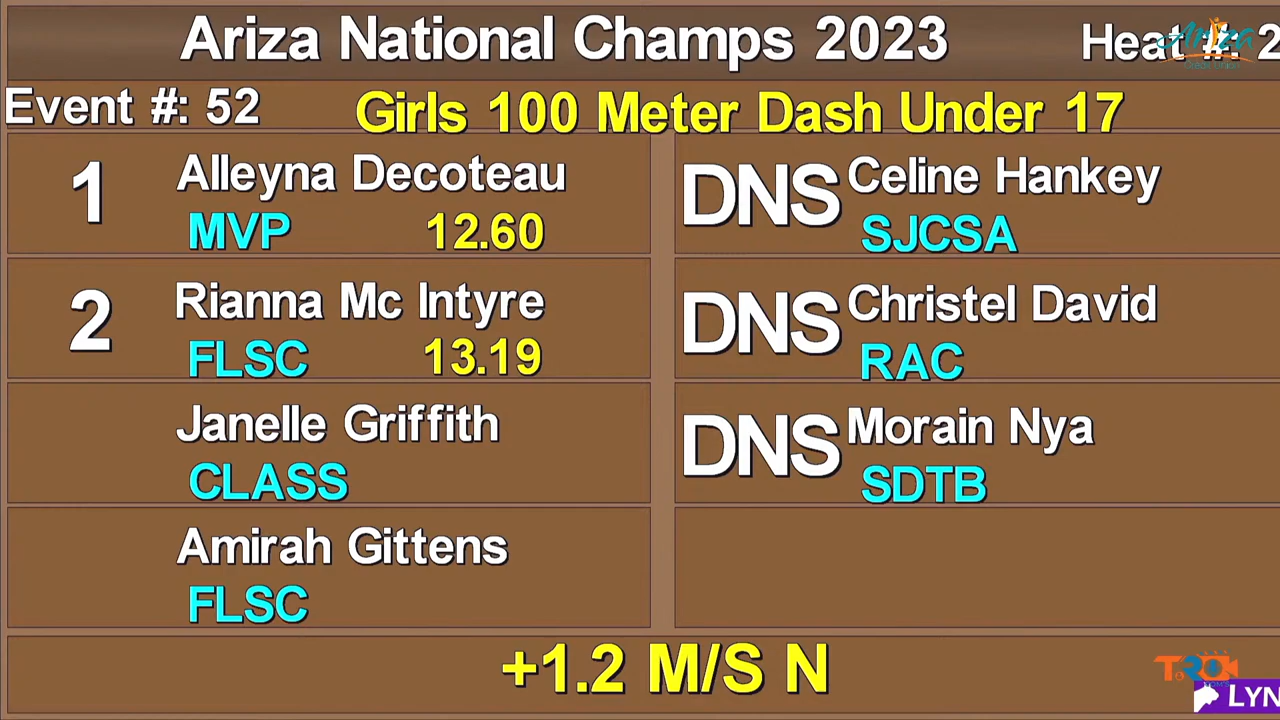 Ariza National Champs 2023
Heat #: 2
Ariza
Event #: 52
Girls 100 Meter Dash Under 17
1 Alleyna Decoteau
MVP 12.60
2 Rianna Mc Intyre
FLSC 13.19
Janelle Griffith
CLASS
Amirah Gittens
FLSC
DNS Celine Hankey
SJCSA
DNS Christel David
RAC
DNS Morain Nya
SDTB
+1.2 M/S N
LYN